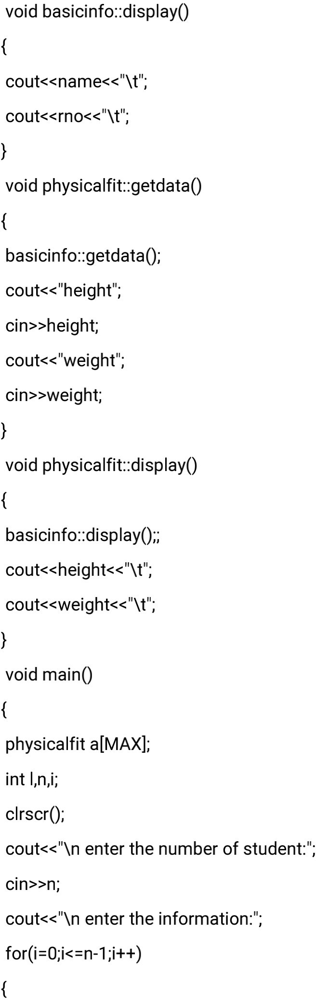 void basicinfo::display()
{
cout<<name<<"\t";
cout<<rno<<"\t";
}
void physicalfit::getdata()
{
basicinfo::getdata();
cout<<"height";
cin>>height;
cout<<"weight";
cin>>weight;
}
void physicalfit::display()
{
basicinfo::display();;
cout<<height<<"\t";
cout<<weight<<"\t";
}
void main()
{
physicalfit a[MAX];
int l,n,i;
clrscr();
cout<<"\n enter the number of student:";
cin>>n;
cout<<"\n enter the information:";
for(i=0;i<=n-1;i++)
{